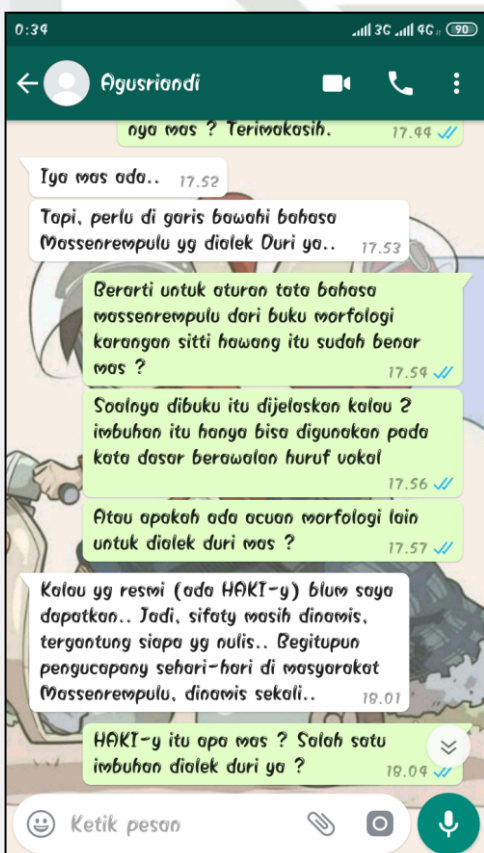 0:34 3G 4G 90
Agusriandi
nya mas ? Terimakasih. 17.44
Iya mas ada.. 17.52
Tapi, perlu di garis bawahi bahasa
Massenrempulu yg dialek Duri ya.. 17.53
Berarti untuk aturan tata bahasa
massenrempulu dari buku morfologi
karangan sitti hawang itu sudah benar
mas ? 17.54
Soalnya dibuku itu dijelaskan kalau 2
imbuhan itu hanya bisa digunakan pada
kata dasar berawalan huruf vokal
17.56
Atau apakah ada acuan morfologi lain
untuk dialek duri mas ? 17.57
Kalau yg resmi (ada HAKI-y) blum saya
dapatkan.. Jadi, sifaty masih dinamis,
tergantung siapa yg nulis.. Begitupun
pengucapany sehari-hari di masyarakat
Massenrempulu, dinamis sekali.. 18.01
HAKI-y itu apa mas ? Salah satu
imbuhan dialek duri ya ? 18.04
Ketik pesan